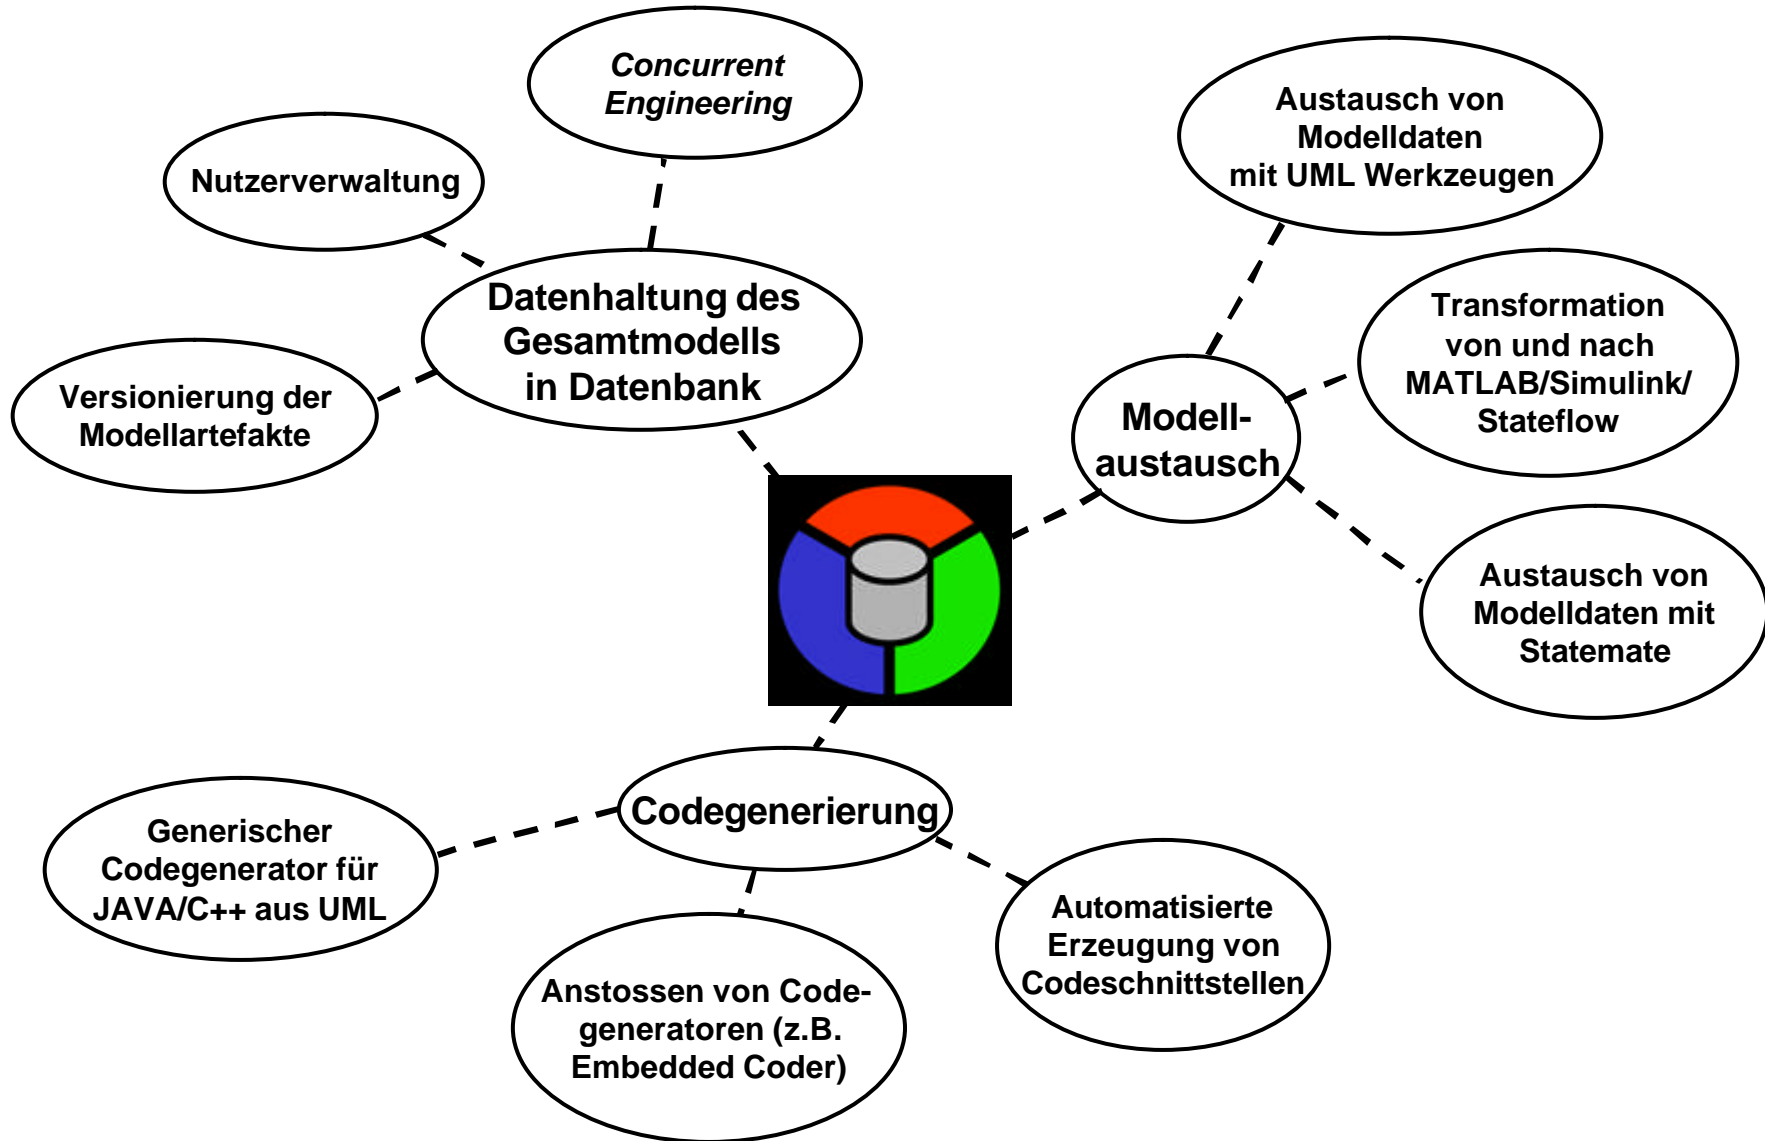 Concurrent
Engineering
Nutzerverwaltung
Datenhaltung des
Gesamtmodells
in Datenbank
Versionierung der
Modellartefakte
Austausch von
Modelldaten
mit UML Werkzeugen
Transformation
von und nach
MATLAB/Simulink/
Stateflow
Modell-
austausch
Austausch von
Modelldaten mit
Statemate
Codegenerierung
Generischer
Codegenerator für
JAVA/C++ aus UML
Anstossen von Code-
generatoren (z.B.
Embedded Coder)
Automatisierte
Erzeugung von
Codeschnittstellen